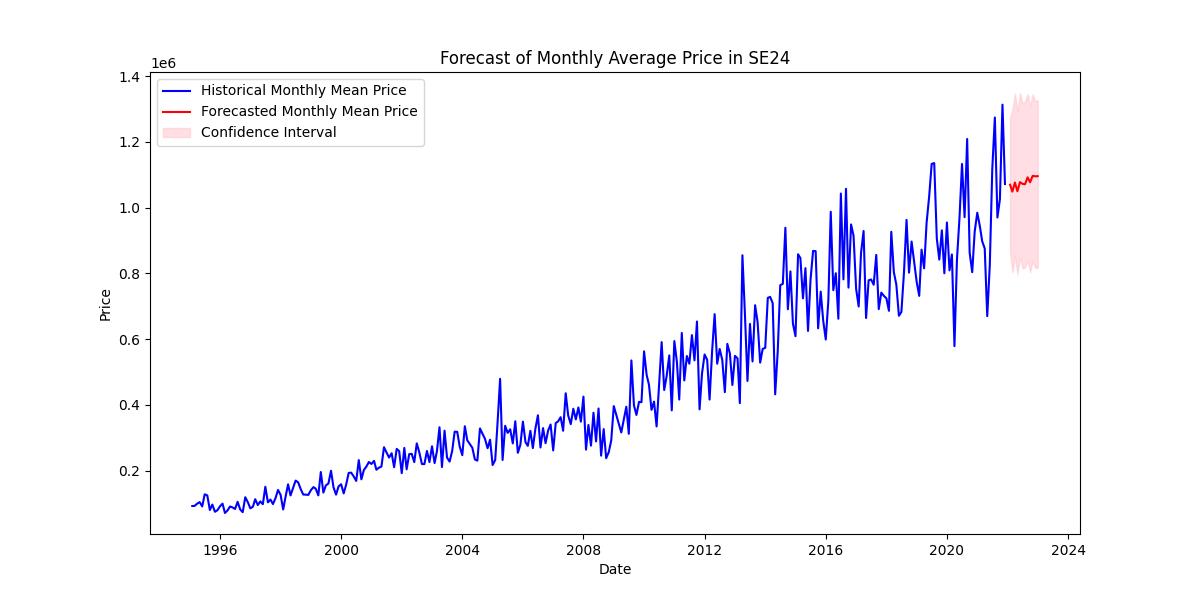 Forecast of Monthly Average Price in SE24
1e6
1.4
1.2
1.0
0.8
0.6
0.4
0.2
Price
Historical Monthly Mean Price
Forecasted Monthly Mean Price
Confidence Interval
1996 2000 2004 2008 2012 2016 2020 2024
Date